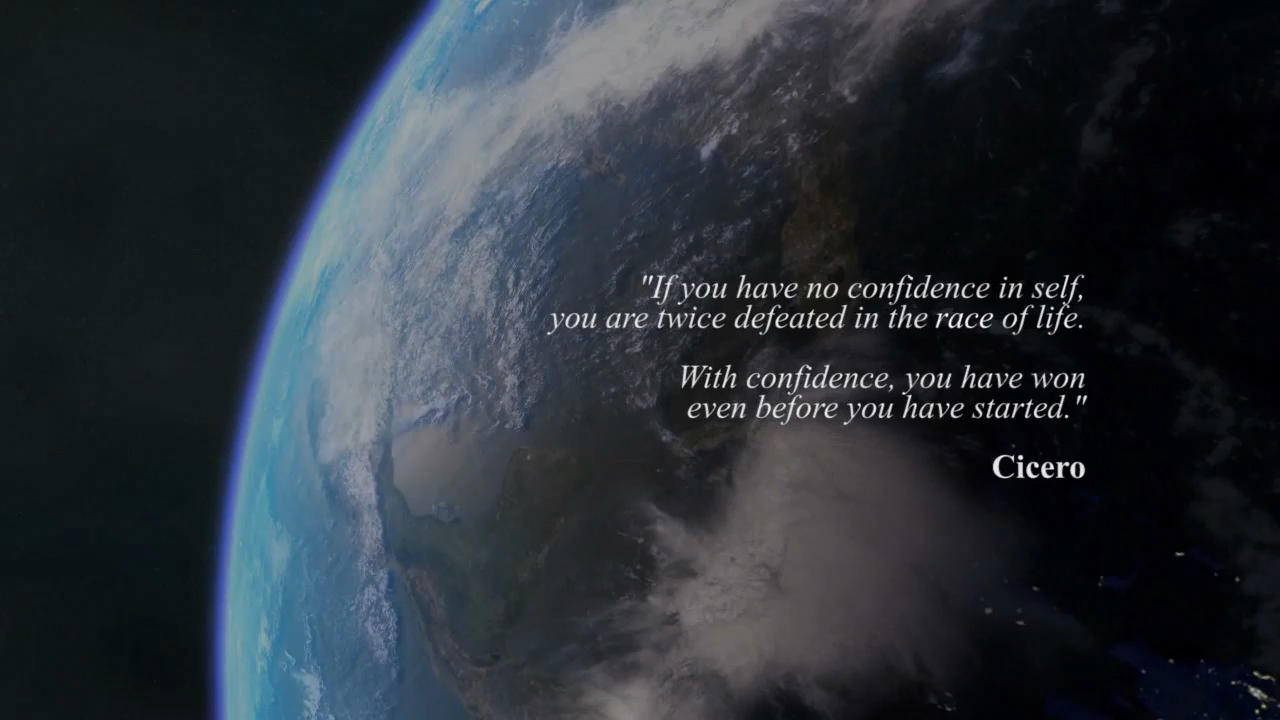 "If you have no confidence in self,
you are twice defeated in the race of life.
With confidence, you have won
even before you have started."
Cicero